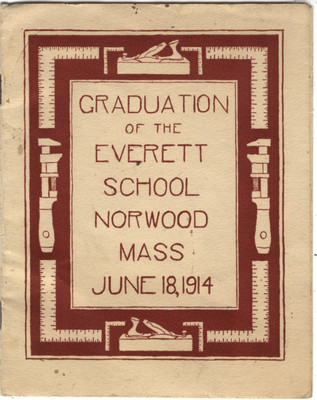 GRADUATION
OF THE
EVERETT
SCHOOL
NORWOOD
MASS
JUNE 18, 1914